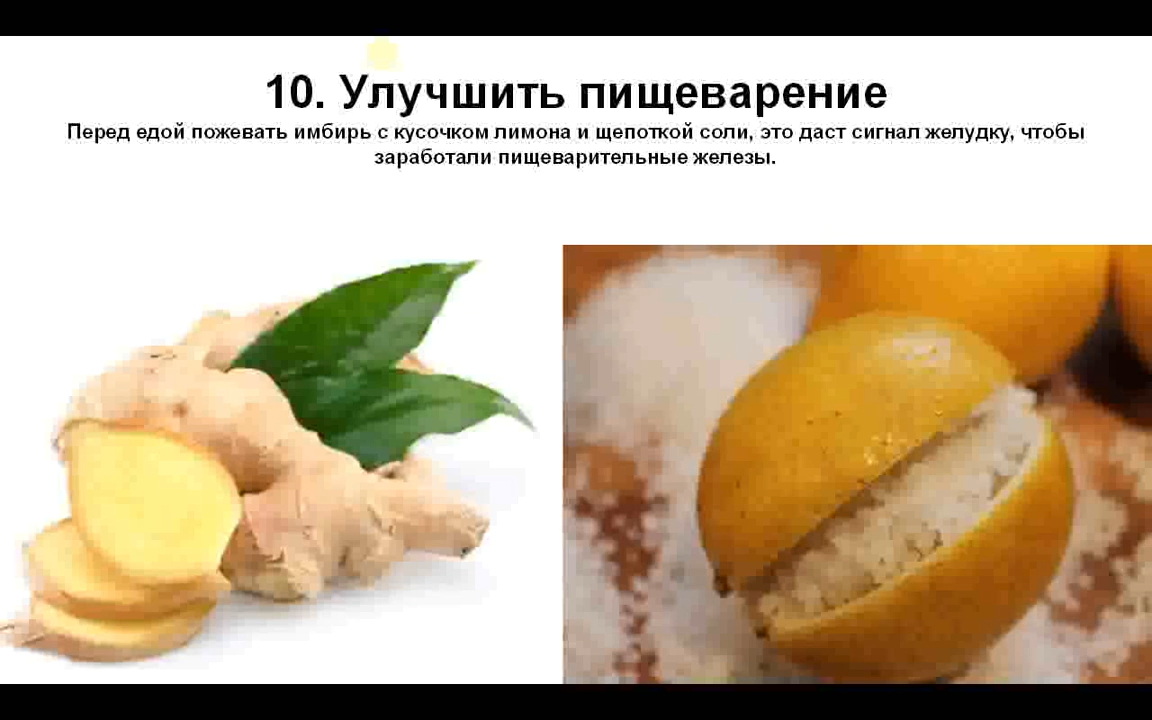 10. Улучшить пищеварение
Перед едой пожевать имбирь с кусочком лимона и щепоткой соли, это даст сигнал желудку, чтобы
заработали пищеварительные железы.